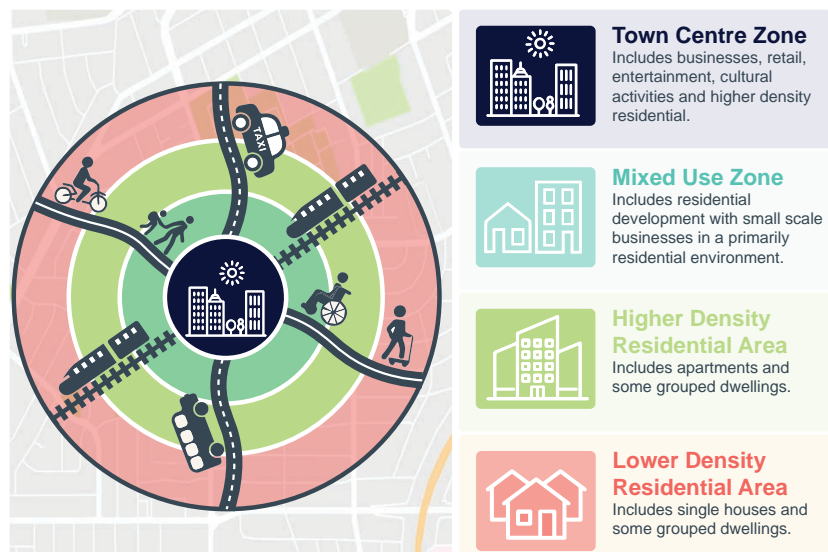 TAXI
Town Centre Zone
Includes businesses, retail,
entertainment, cultural
activities and higher density
residential.
Mixed Use Zone
Includes residential
development with small scale
businesses in a primarily
residential environment.
Higher Density
Residential Area
Includes apartments and
some grouped dwellings.
Lower Density
Residential Area
Includes single houses and
some grouped dwellings.